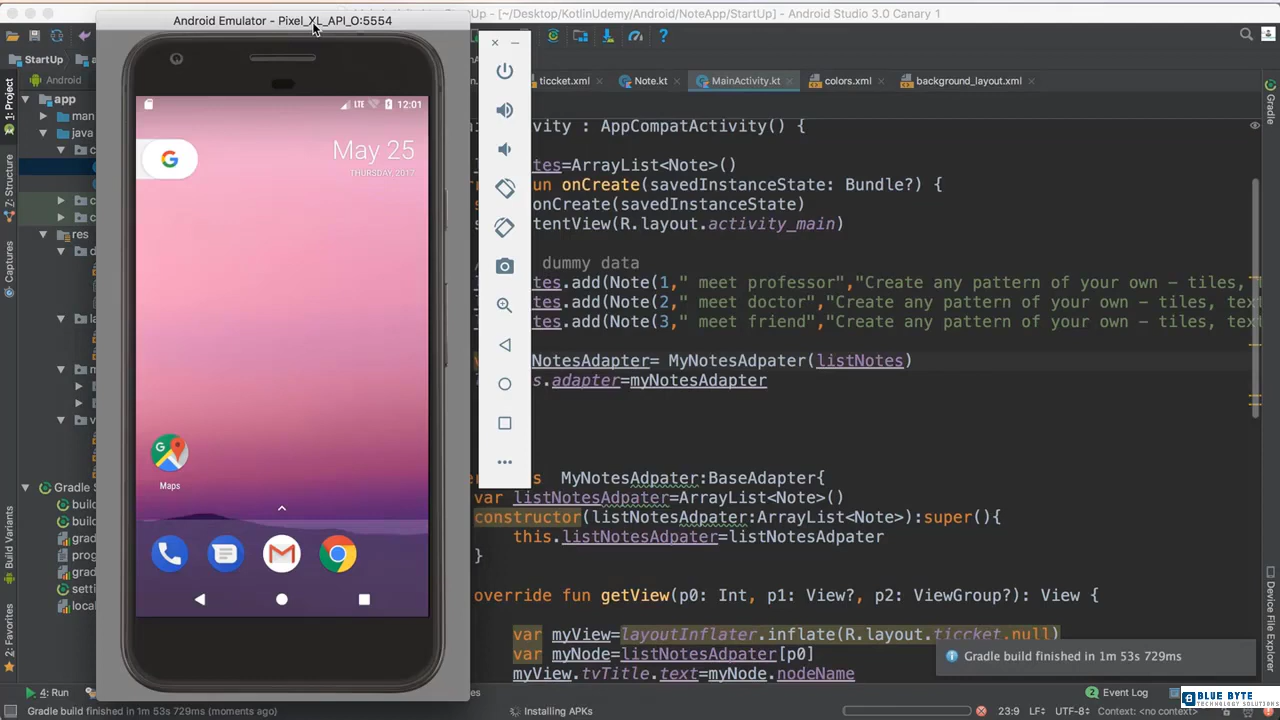 Android Emulator - Pixel_XL_API_O:5554
StartUp - [~/Desktop/KotlinUdemy/Android/NoteApp/StartUp] - Android Studio 3.0 Canary 1
StartUp
Android
ticcket.xml
Note.kt
MainActivity.kt
colors.xml
background_layout.xml
1: Project
Z: Structure
Captures
Build Variants
2: Favorites
Gradle
Device File Explorer
app
java
res
Gradle S
LTE 12:01
G
May 25
THURSDAY, 2017
Maps
: AppCompatActivity() {
=ArrayList<Note>()
onCreate(savedInstanceState: Bundle?) {
onCreate(savedInstanceState)
tentView(R.layout.activity_main)
dummy data
tes.add(Note(1," meet professor","Create any pattern of your own - tiles,
tes.add(Note(2," meet doctor","Create any pattern of your own - tiles, tex
tes.add(Note(3," meet friend","Create any pattern of your own - tiles, tex
NotesAdapter= MyNotesAdpater(listNotes)
s.adapter=myNotesAdapter
MyNotesAdpater:BaseAdapter{
var listNotesAdpater=ArrayList<Note>()
constructor(listNotesAdpater:ArrayList<Note>):super(){
this.listNotesAdpater=listNotesAdpater
}
override fun getView(p0: Int, p1: View?, p2: ViewGroup?): View {
var myView=layoutInflater.inflate(R.layout.ticcket,null)
var myNode=listNotesAdpater[p0]
myView.tvTitle.text=myNode.nodeName
Gradle build finished in 1m 53s 729ms
4: Run
Event Log
Gradle build finished in 1m 53s 729ms (moments ago)
Installing APKs
23:9 LF÷ UTF-8÷ Context: <no context>
BLUE BYTE
TECHNOLOGY SOLUTIONS